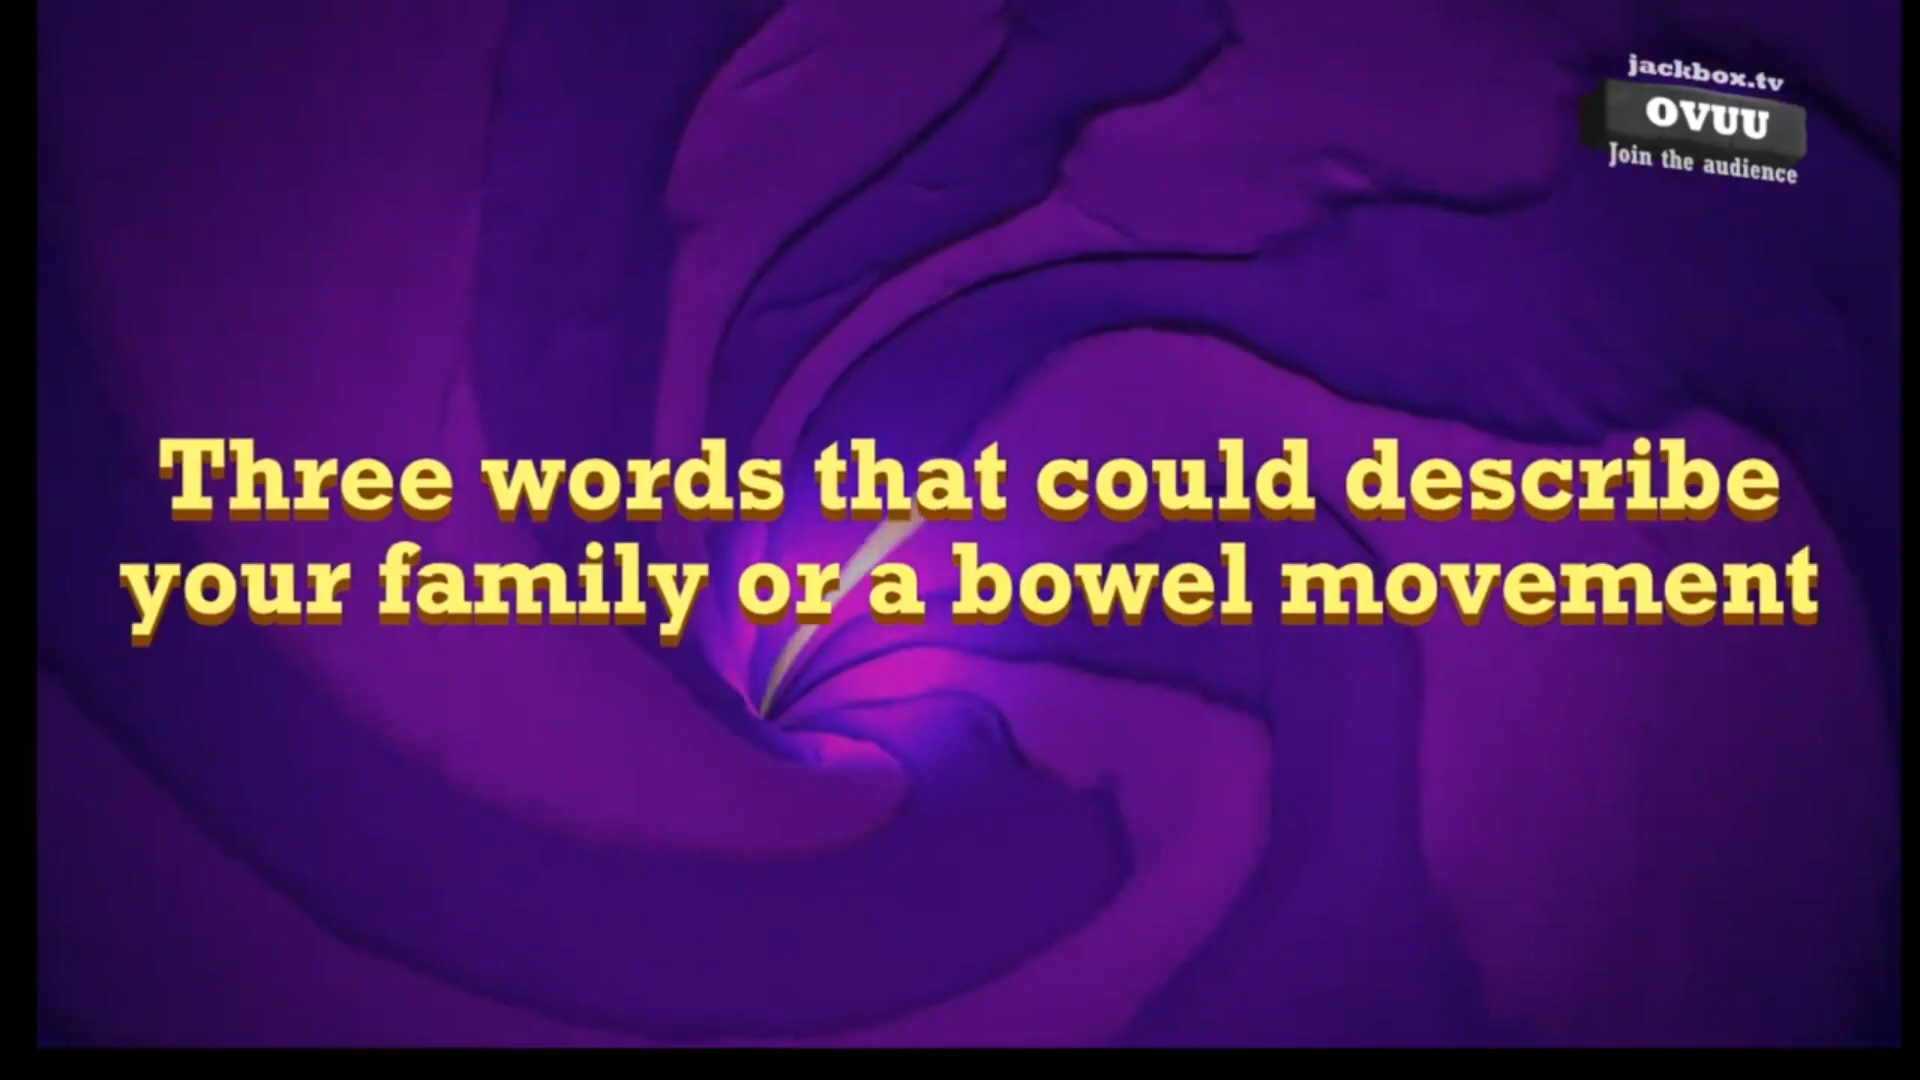 jackbox.tv
OVUU
Join the audience
Three words that could describe
your family or a bowel movement